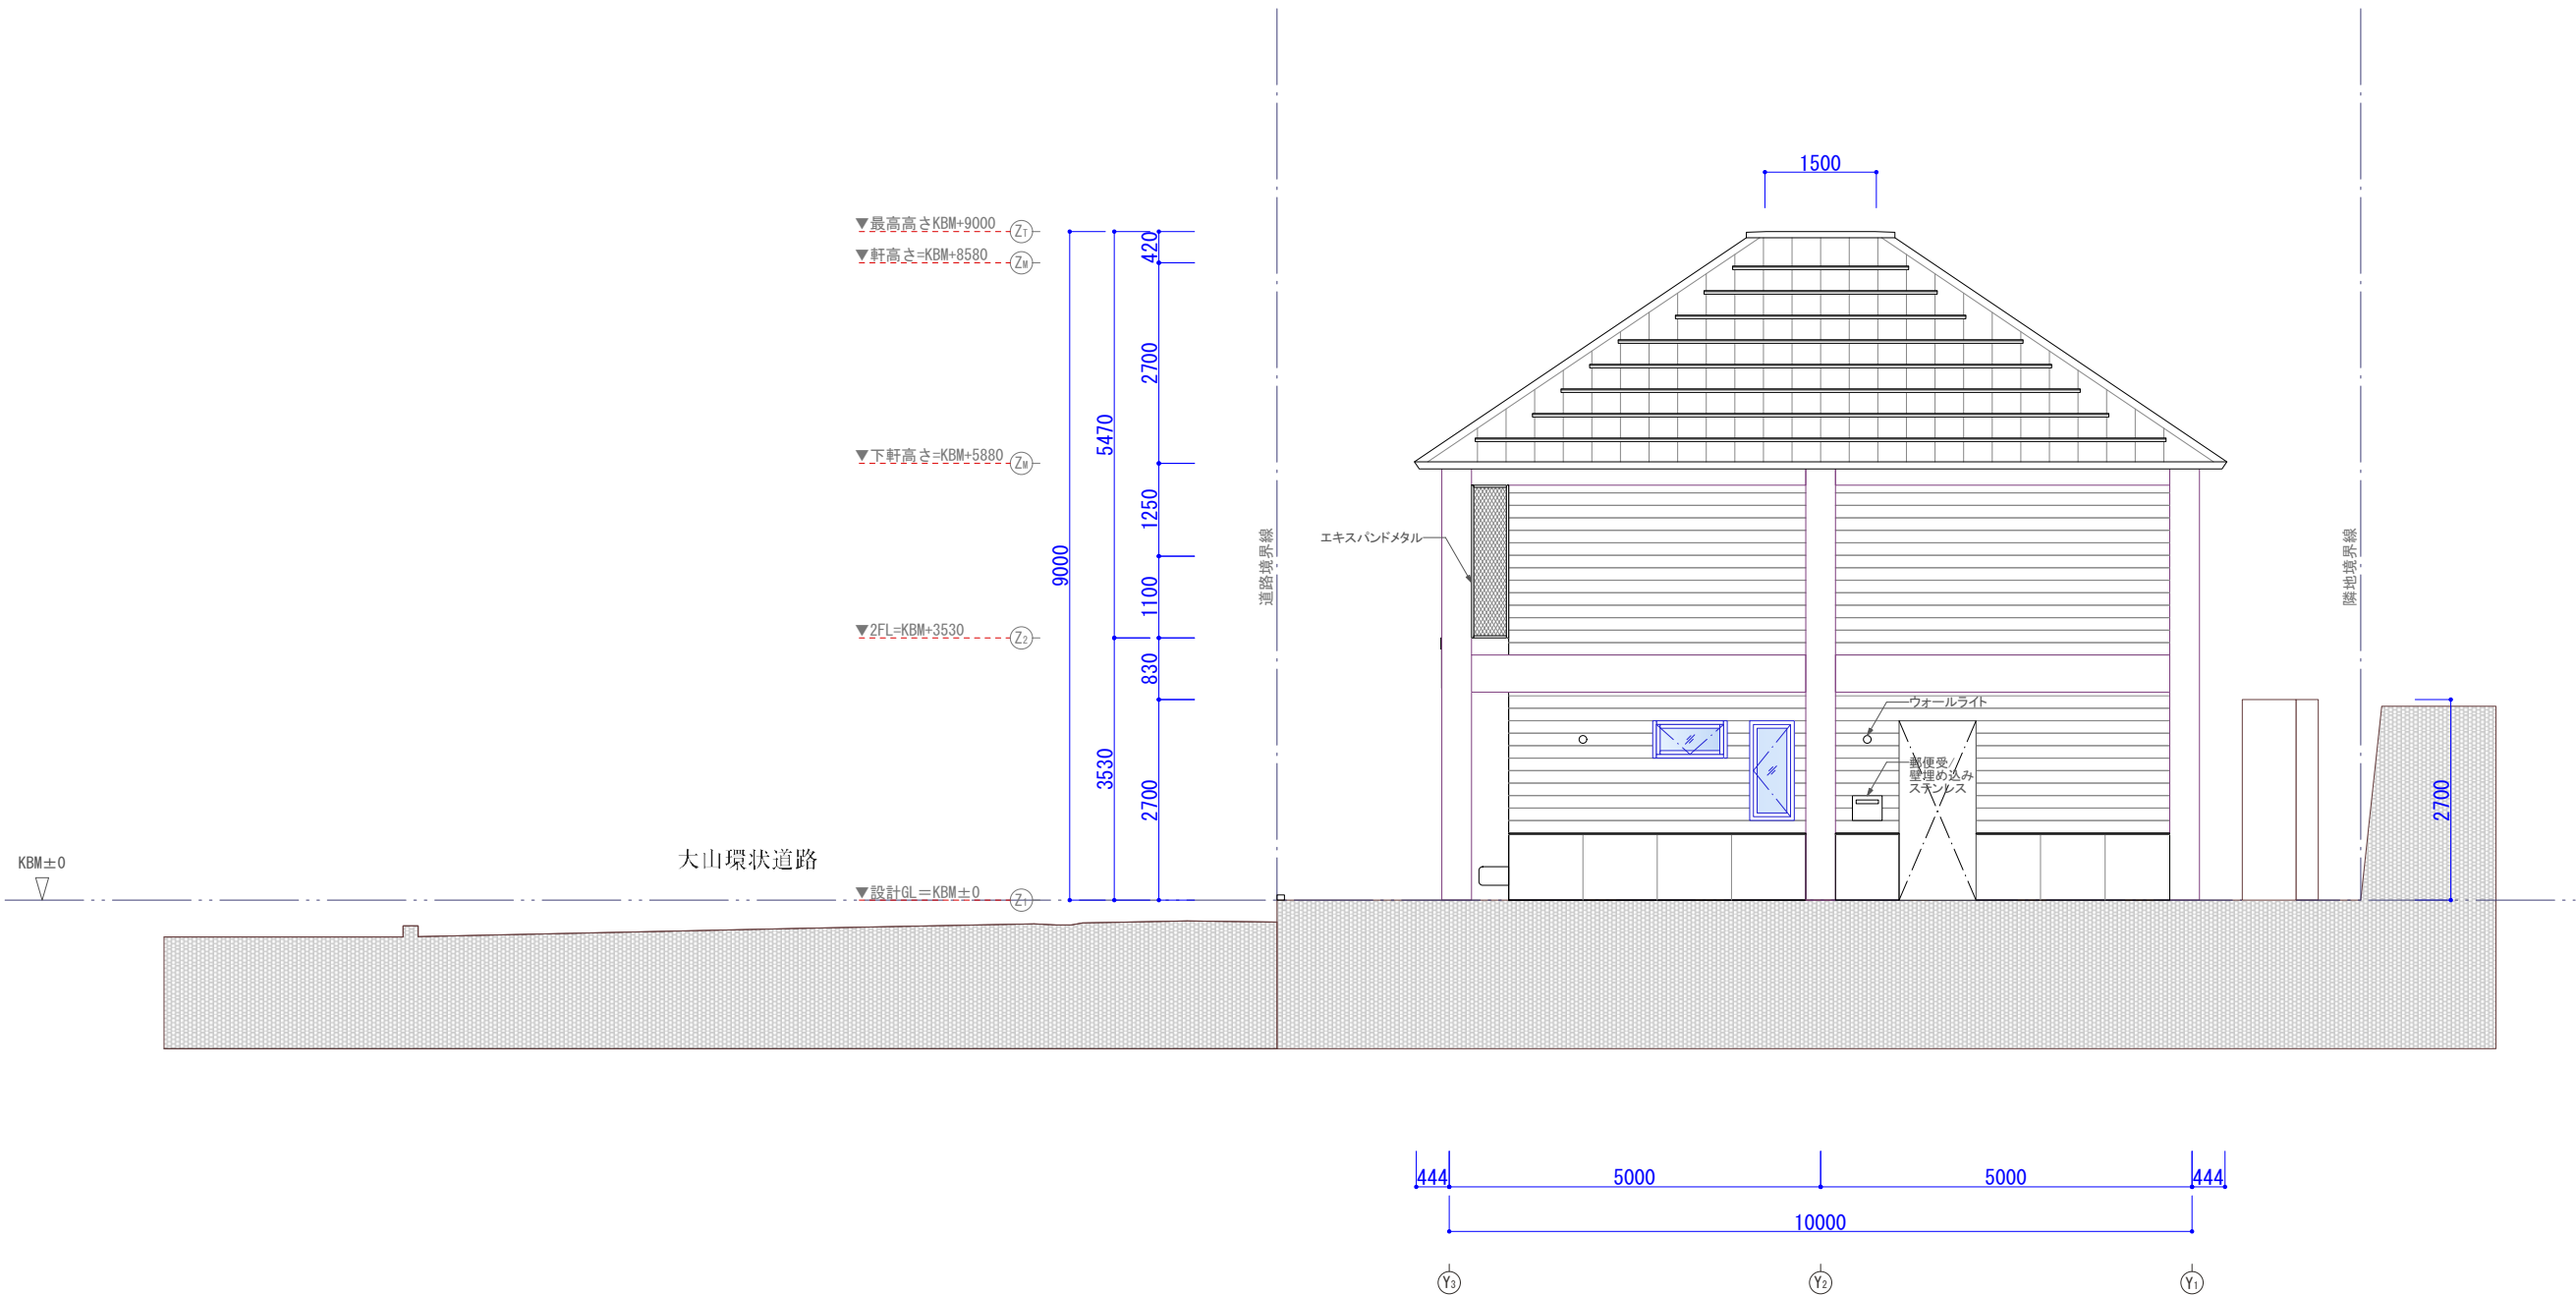 1500
▼最高高さKBM+9000
ZT
420
▼軒高さ=KBM+8580
ZM
2700
5470
▼下軒高さ=KBM+5880
ZM
1250
9000
エキスパンドメタル
道路境界線
隣地境界線
1100
▼2FL=KBM+3530
Z2
830
ウォールライト
3530
2700
郵便受/
壁埋め込み
ステンレス
2700
大山環状道路
KBM±0
▼設計GL=KBM±0
Z1
444
5000
5000
444
10000
Y3
Y2
Y1